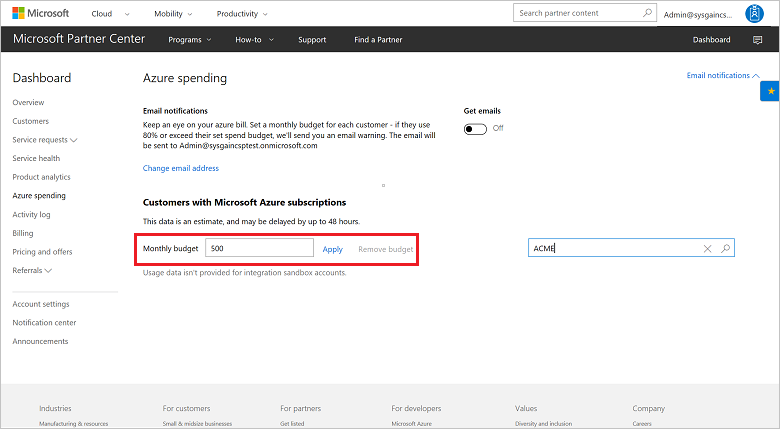 Microsoft Cloud Mobility Productivity Search partner content Admin@sysgaincs...
Microsoft Partner Center Programs How-to Support Find a Partner Dashboard
Dashboard
Overview
Customers
Service requests
Service health
Product analytics
Azure spending
Activity log
Billing
Pricing and offers
Referrals
Account settings
Notification center
Announcements
Azure spending
Email notifications
Email notifications
Keep an eye on your azure bill. Set a monthly budget for each customer - if they use
80% or exceed their set spend budget, we'll send you an email warning. The email will
be sent to Admin@sysgaincsptest.onmicrosoft.com
Change email address
Get emails
Off
Customers with Microsoft Azure subscriptions
This data is an estimate, and may be delayed by up to 48 hours.
Monthly budget 500 Apply Remove budget
ACME
Usage data isn't provided for integration sandbox accounts.
Industries For customers For partners For developers Values Company
Manufacturing & resources Small & midsize businesses Get listed Microsoft Azure Diversity and inclusion Careers